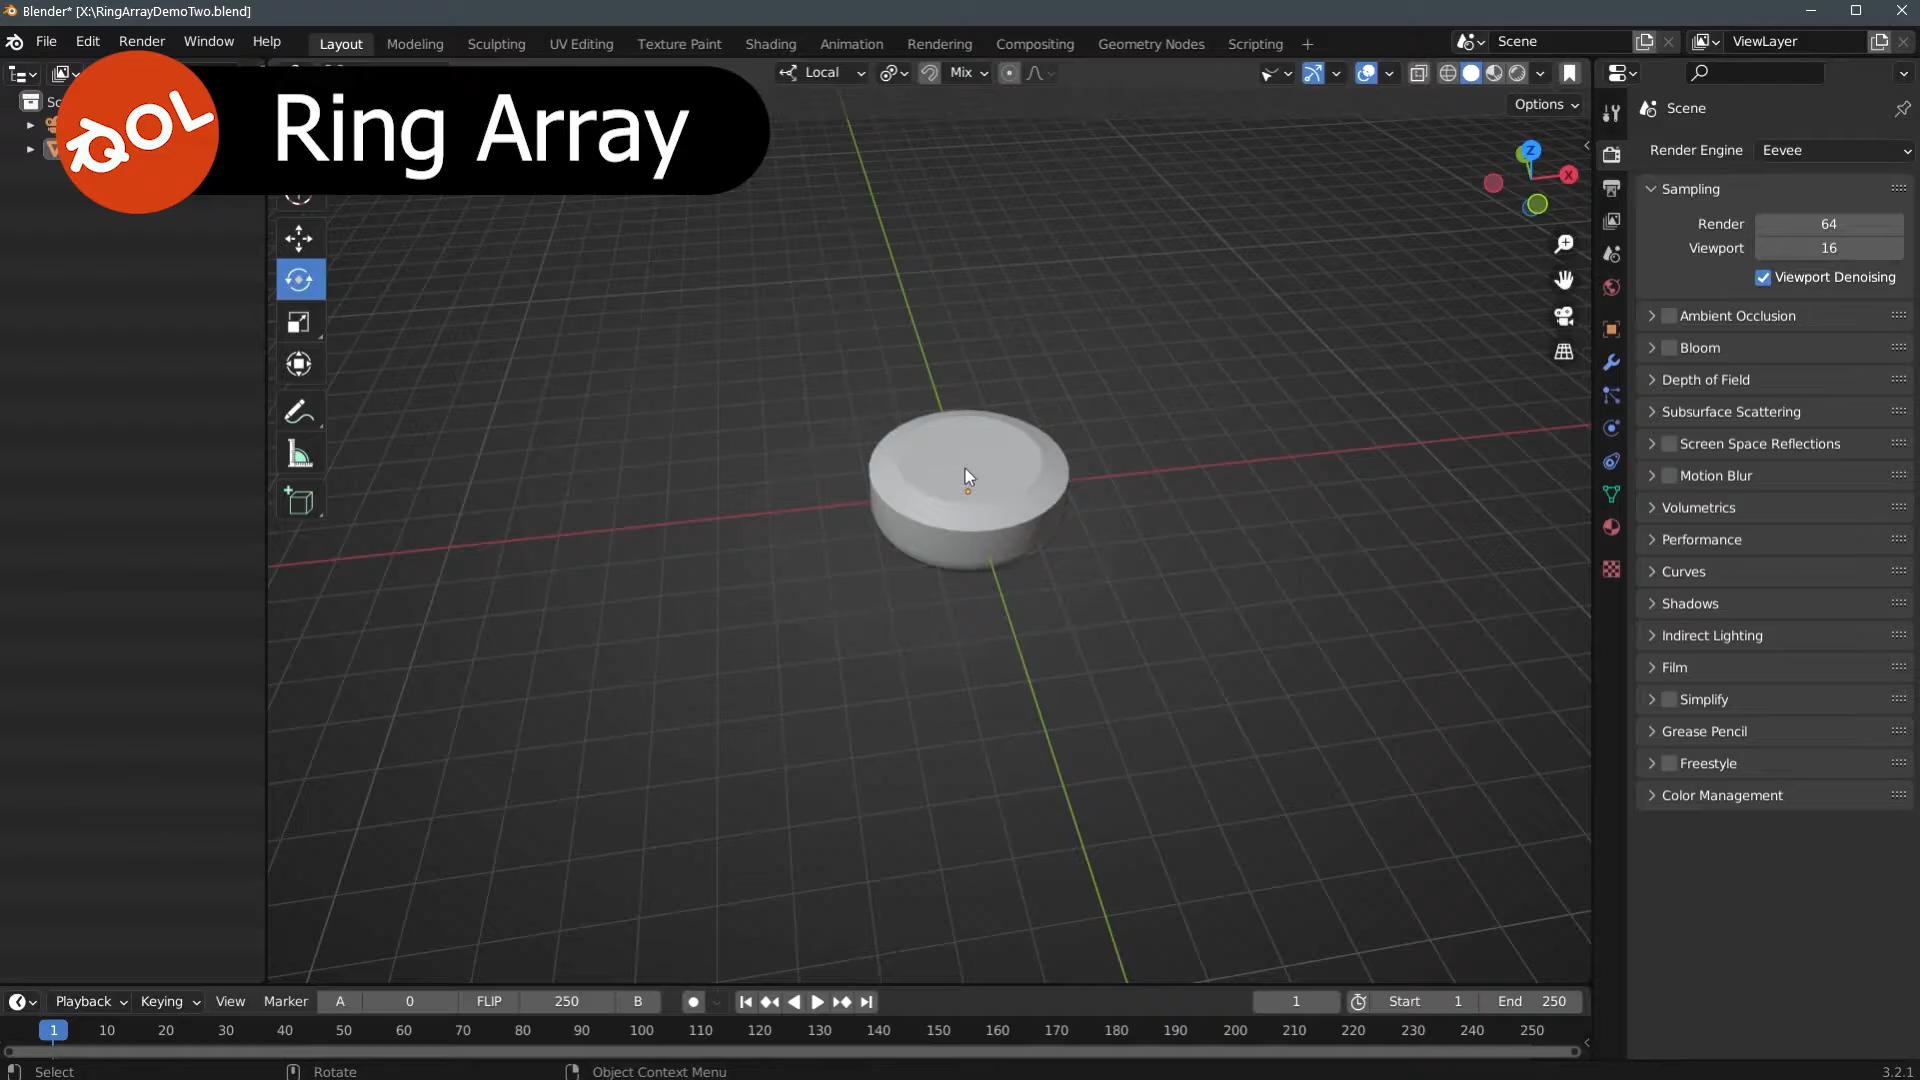 Blender* [X:\RingArrayDemoTwo.blend]
File Edit Render Window Help
Layout Modeling Sculpting UV Editing Texture Paint Shading Animation Rendering Compositing Geometry Nodes Scripting +
Scene
ViewLayer
Local
Mix
Sc
QOL
Ring Array
Options
Scene
Z
X
Render Engine Eevee
Sampling
Render 64
Viewport 16
Viewport Denoising
Ambient Occlusion
Bloom
Depth of Field
Subsurface Scattering
Screen Space Reflections
Motion Blur
Volumetrics
Performance
Curves
Shadows
Indirect Lighting
Film
Simplify
Grease Pencil
Freestyle
Color Management
Playback Keying View Marker A 0 FLIP 250 B
1 Start 1 End 250
1 10 20 30 40 50 60 70 80 90 100 110 120 130 140 150 160 170 180 190 200 210 220 230 240 250
Select Rotate Object Context Menu 3.2.1